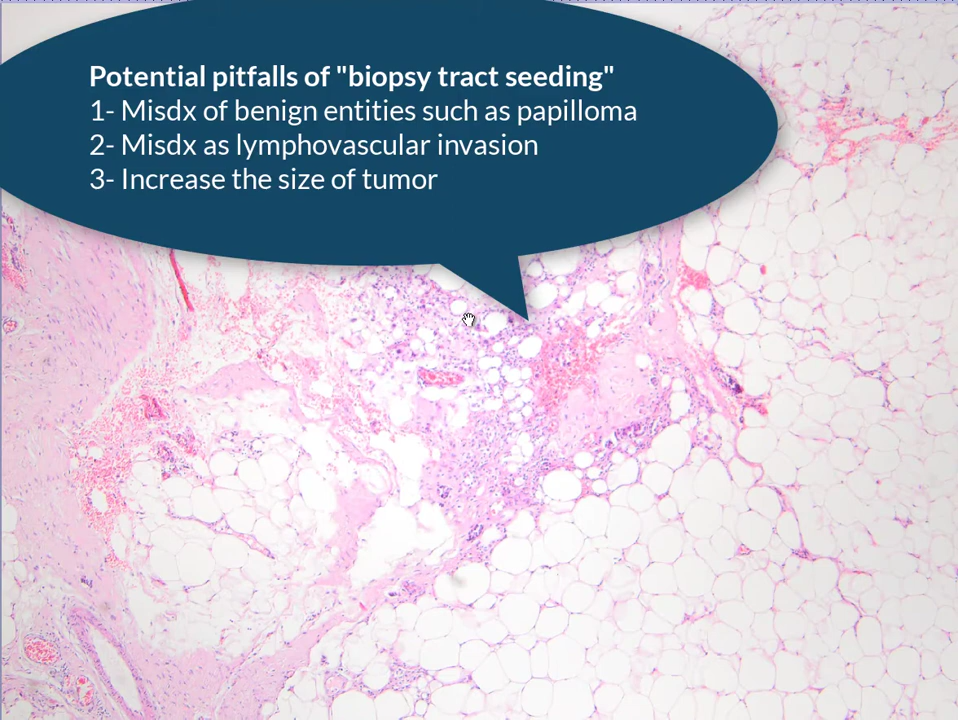 Potential pitfalls of "biopsy tract seeding"
1- Misdx of benign entities such as papilloma
2- Misdx as lymphovascular invasion
3- Increase the size of tumor